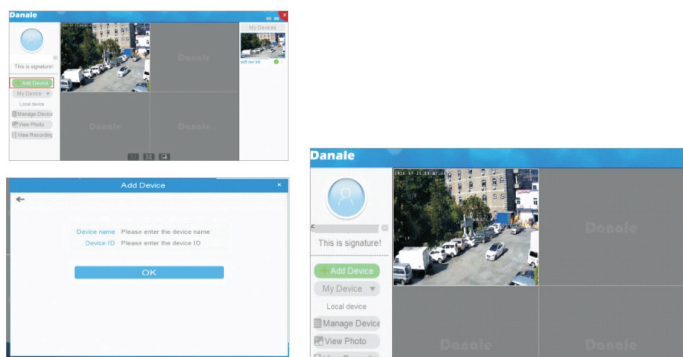 Danale
My Devices
This is signature!
Add Device
My Device
Local device
Manage Device
View Photo
View Recording
Danale
Danale
Danale
Add Device
Device name Please enter the device name
Device ID Please enter the device ID
OK
Danale
This is signature!
Add Device
My Device
Local device
Manage Device
View Photo
Danale
Danale
Danale